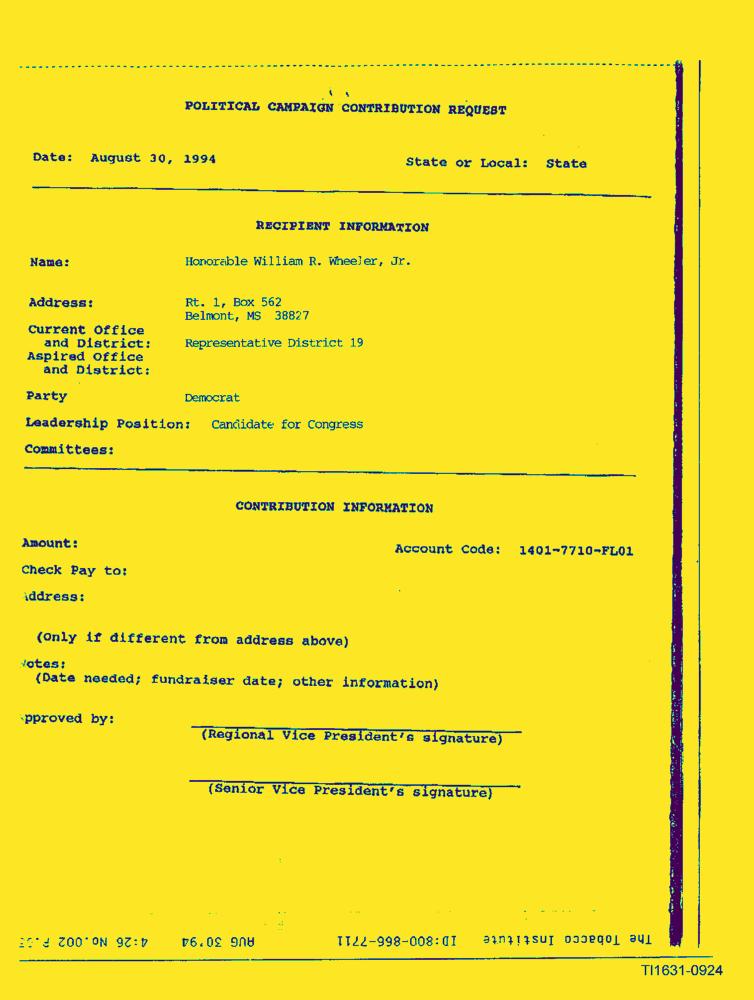 POLITICAL CAMPAIGN CONTRIBUTION REQUEST
Date: August 30, 1994 State or Local: State
RECIPIENT INFORMATION
Name: Honorable William R. Wheeler, Jr.
Address: Rt. 1, Box 562
Belmont, MS 38827
Current Office
and District: Representative District 19
Aspired Office
and District:
Party Democrat
Leadership Position: Candidate for Congress
Committees:
CONTRIBUTION INFORMATION
Amount: Account Code: 1401-7710-FL01
Check Pay to:
Address:
(Only if different from address above)
Notes:
(Date needed; fundraiser date; other information)
Approved by:
(Regional Vice President's signature)
(Senior Vice President's signature)
The Tobacco Institute ID:800-866-7711 AUG 30'94 4:26 No.002
TI1631-0924